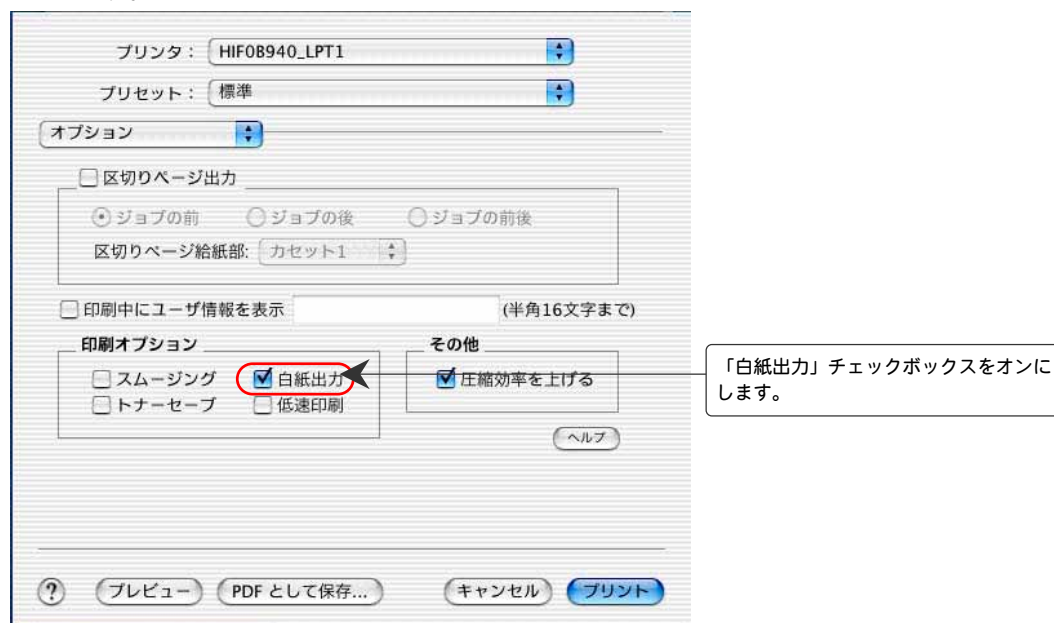 プリンタ： HIF0B940_LPT1
プリセット： 標準
オプション
区切りページ出力
ジョブの前 ジョブの後 ジョブの前後
区切りページ給紙部: カセット1
印刷中にユーザ情報を表示 (半角16文字まで)
印刷オプション
スムージング 白紙出力
トナーセーブ 低速印刷
その他
圧縮効率を上げる
ヘルプ
「白紙出力」チェックボックスをオンに
します。
? プレビュー PDF として保存... キャンセル プリント